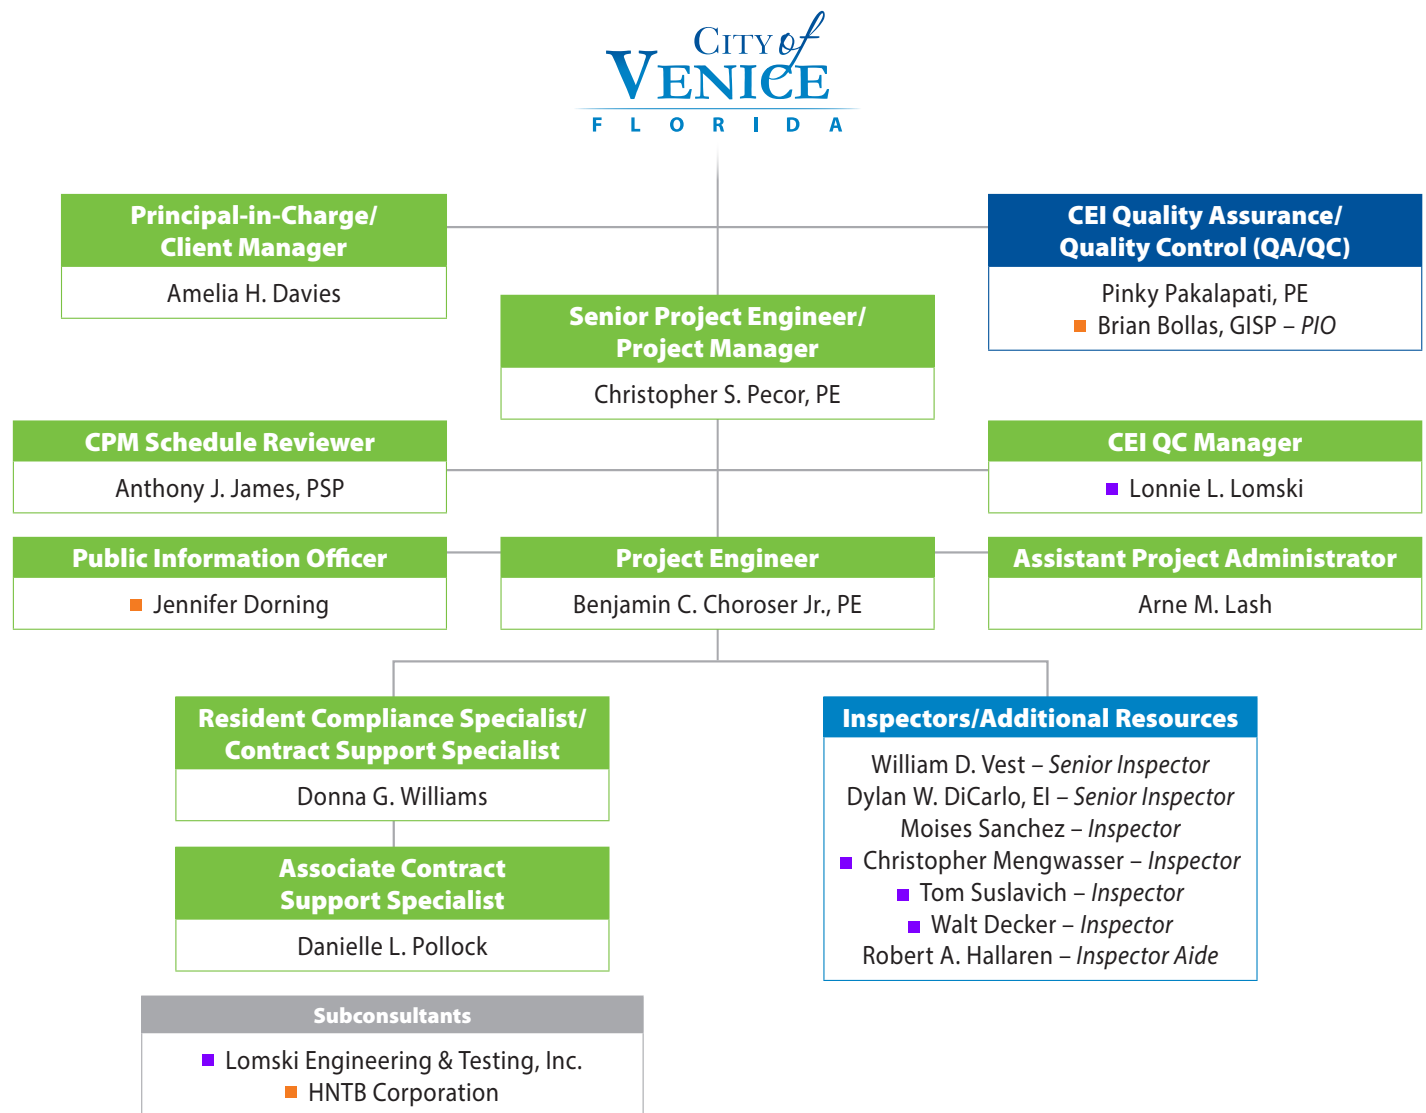 CITY of
VENICE
FLORIDA
Principal-in-Charge/
Client Manager
Amelia H. Davies
CEI Quality Assurance/
Quality Control (QA/QC)
Pinky Pakalapati, PE
Brian Bollas, GISP – PIO
Senior Project Engineer/
Project Manager
Christopher S. Pecor, PE
CPM Schedule Reviewer
Anthony J. James, PSP
CEI QC Manager
Lonnie L. Lomski
Public Information Officer
Jennifer Dorning
Project Engineer
Benjamin C. Choroser Jr., PE
Assistant Project Administrator
Arne M. Lash
Resident Compliance Specialist/
Contract Support Specialist
Donna G. Williams
Associate Contract
Support Specialist
Danielle L. Pollock
Inspectors/Additional Resources
William D. Vest – Senior Inspector
Dylan W. DiCarlo, EI – Senior Inspector
Moises Sanchez – Inspector
Christopher Mengwasser – Inspector
Tom Suslavich – Inspector
Walt Decker – Inspector
Robert A. Hallaren – Inspector Aide
Subconsultants
Lomski Engineering & Testing, Inc.
HNTB Corporation